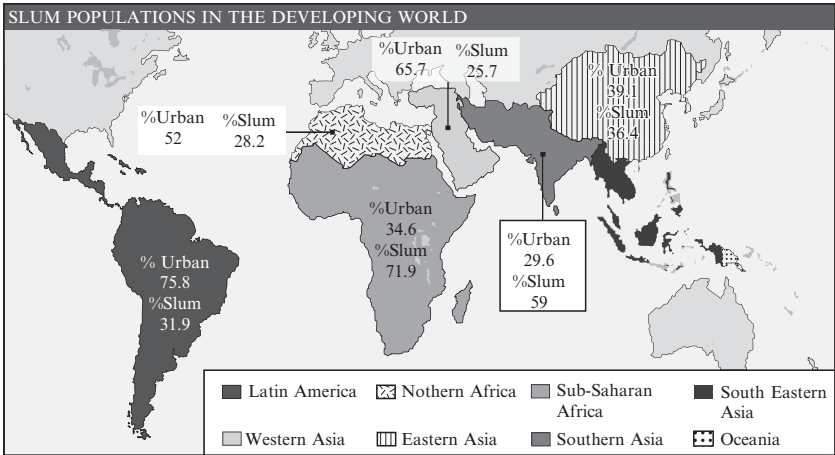 SLUM POPULATIONS IN THE DEVELOPING WORLD
%Urban %Slum
65.7 25.7
% Urban
39.1
%Slum
36.4
%Urban %Slum
52 28.2
%Urban
34.6
%Slum
71.9
%Urban
29.6
%Slum
59
% Urban
75.8
%Slum
31.9
Latin America
Nothern Africa
Sub-Saharan
Africa
South Eastern
Asia
Western Asia
Eastern Asia
Southern Asia
Oceania